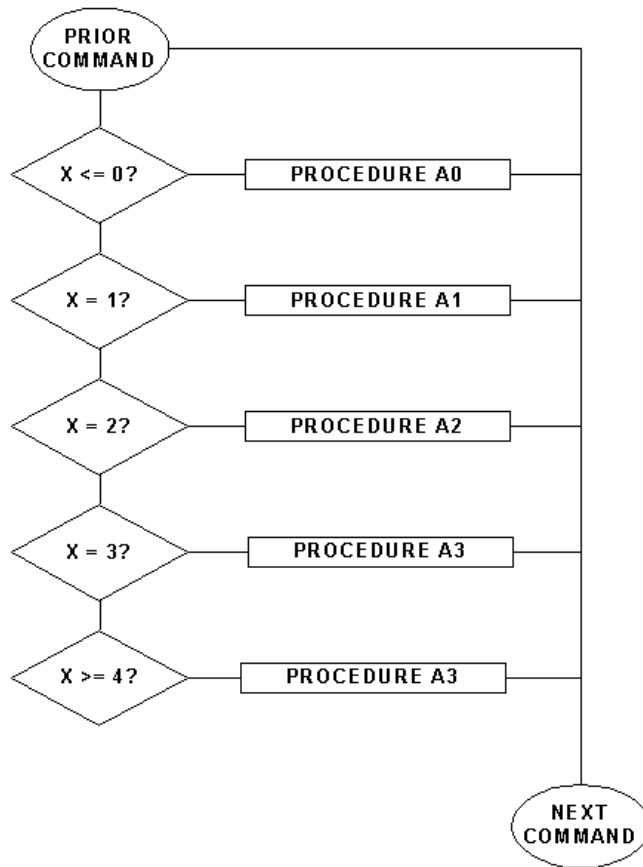 PRIOR
COMMAND
X <= 0?
PROCEDURE A0
X = 1?
PROCEDURE A1
X = 2?
PROCEDURE A2
X = 3?
PROCEDURE A3
X >= 4?
PROCEDURE A3
NEXT
COMMAND